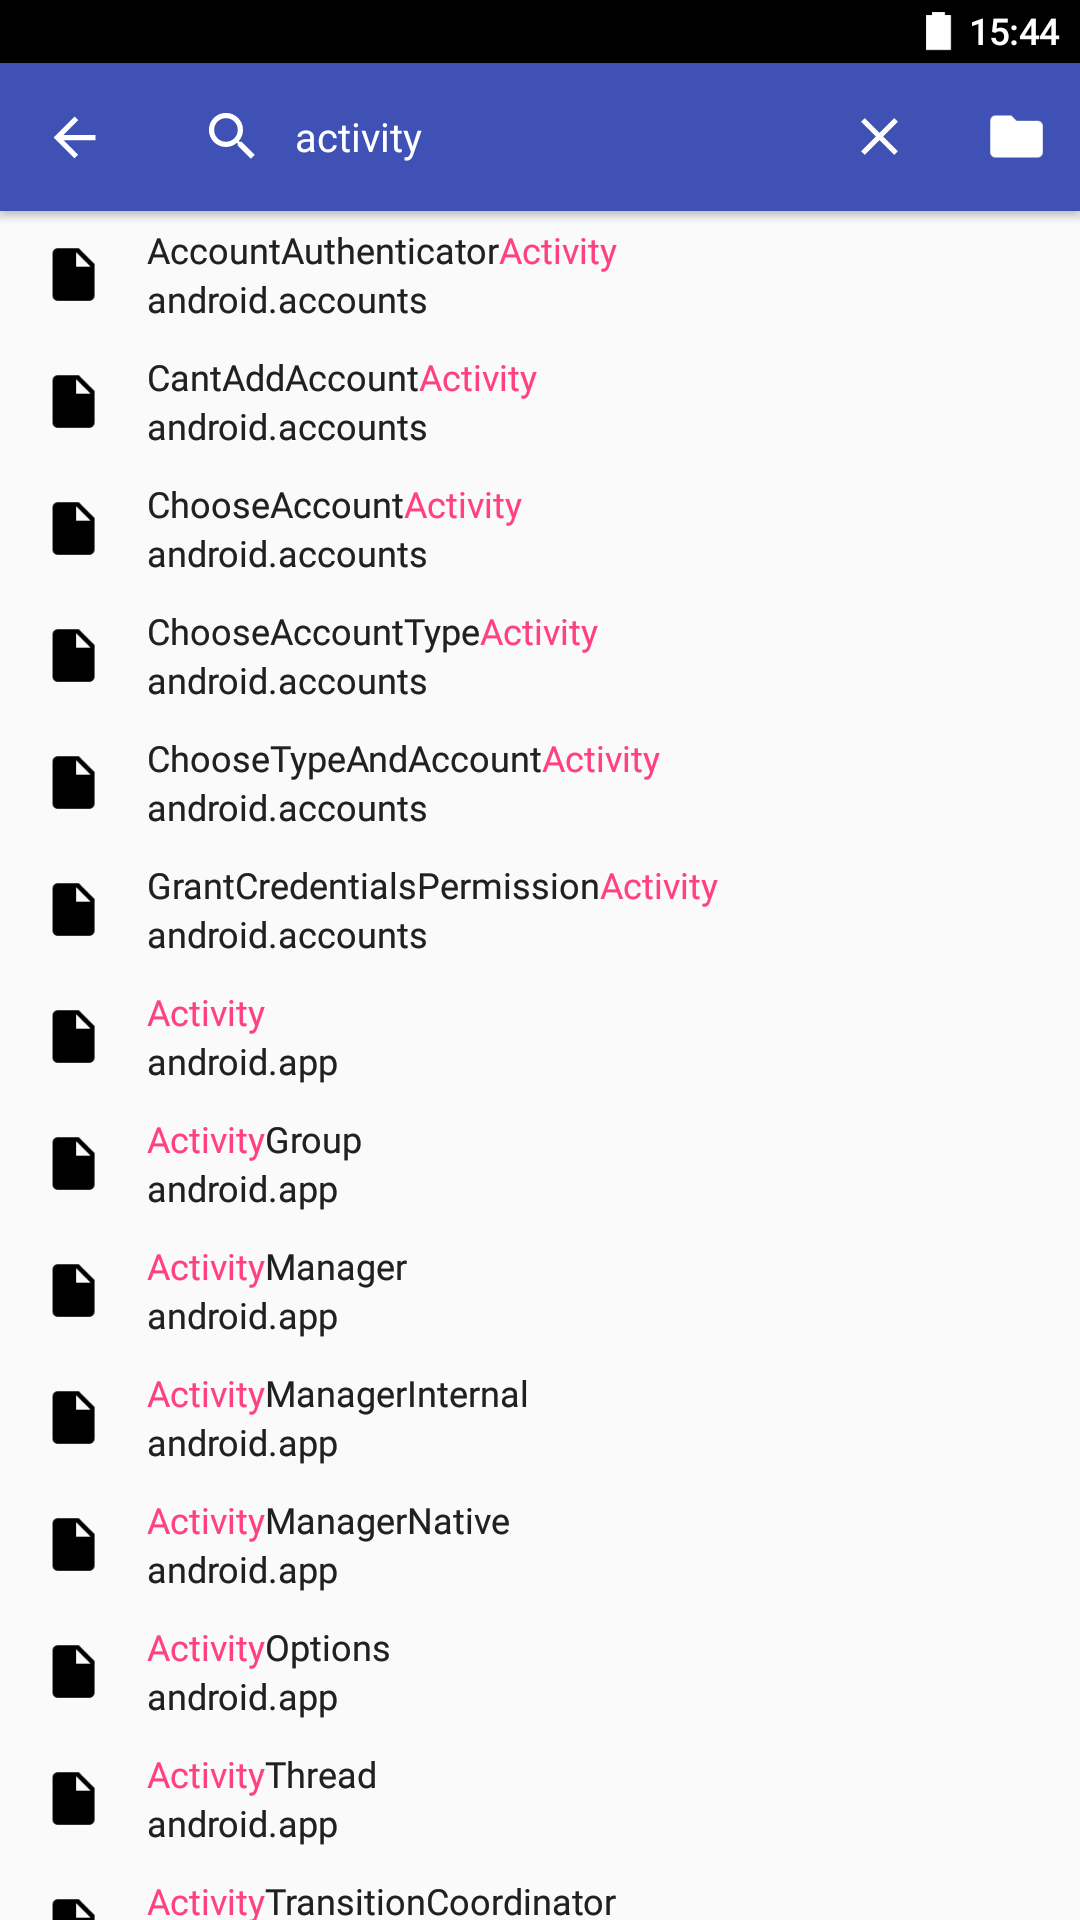 15:44
activity
AccountAuthenticatorActivity
android.accounts
CantAddAccountActivity
android.accounts
ChooseAccountActivity
android.accounts
ChooseAccountTypeActivity
android.accounts
ChooseTypeAndAccountActivity
android.accounts
GrantCredentialsPermissionActivity
android.accounts
Activity
android.app
ActivityGroup
android.app
ActivityManager
android.app
ActivityManagerInternal
android.app
ActivityManagerNative
android.app
ActivityOptions
android.app
ActivityThread
android.app
ActivityTransitionCoordinator